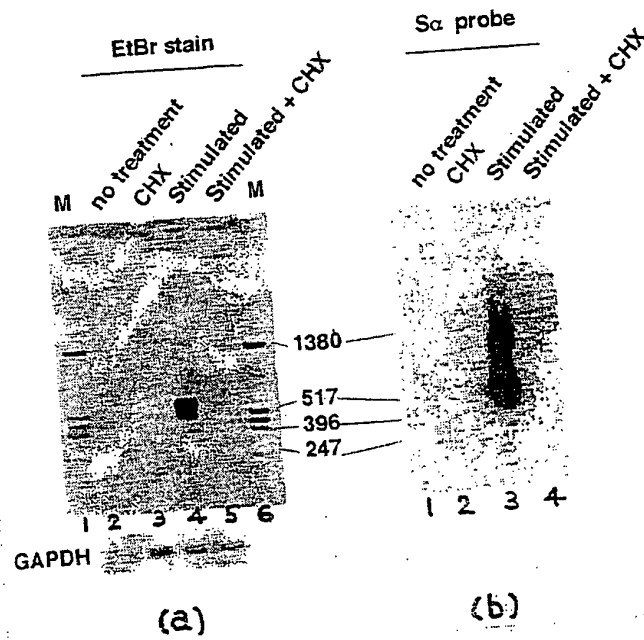 EtBr stain
M
no treatment
CHX
Stimulated
Stimulated + CHX
M
1 2 3 4 5 6
GAPDH
(a)
1380
517
396
247
Sα probe
no treatment
CHX
Stimulated
Stimulated + CHX
1 2 3 4
(b)